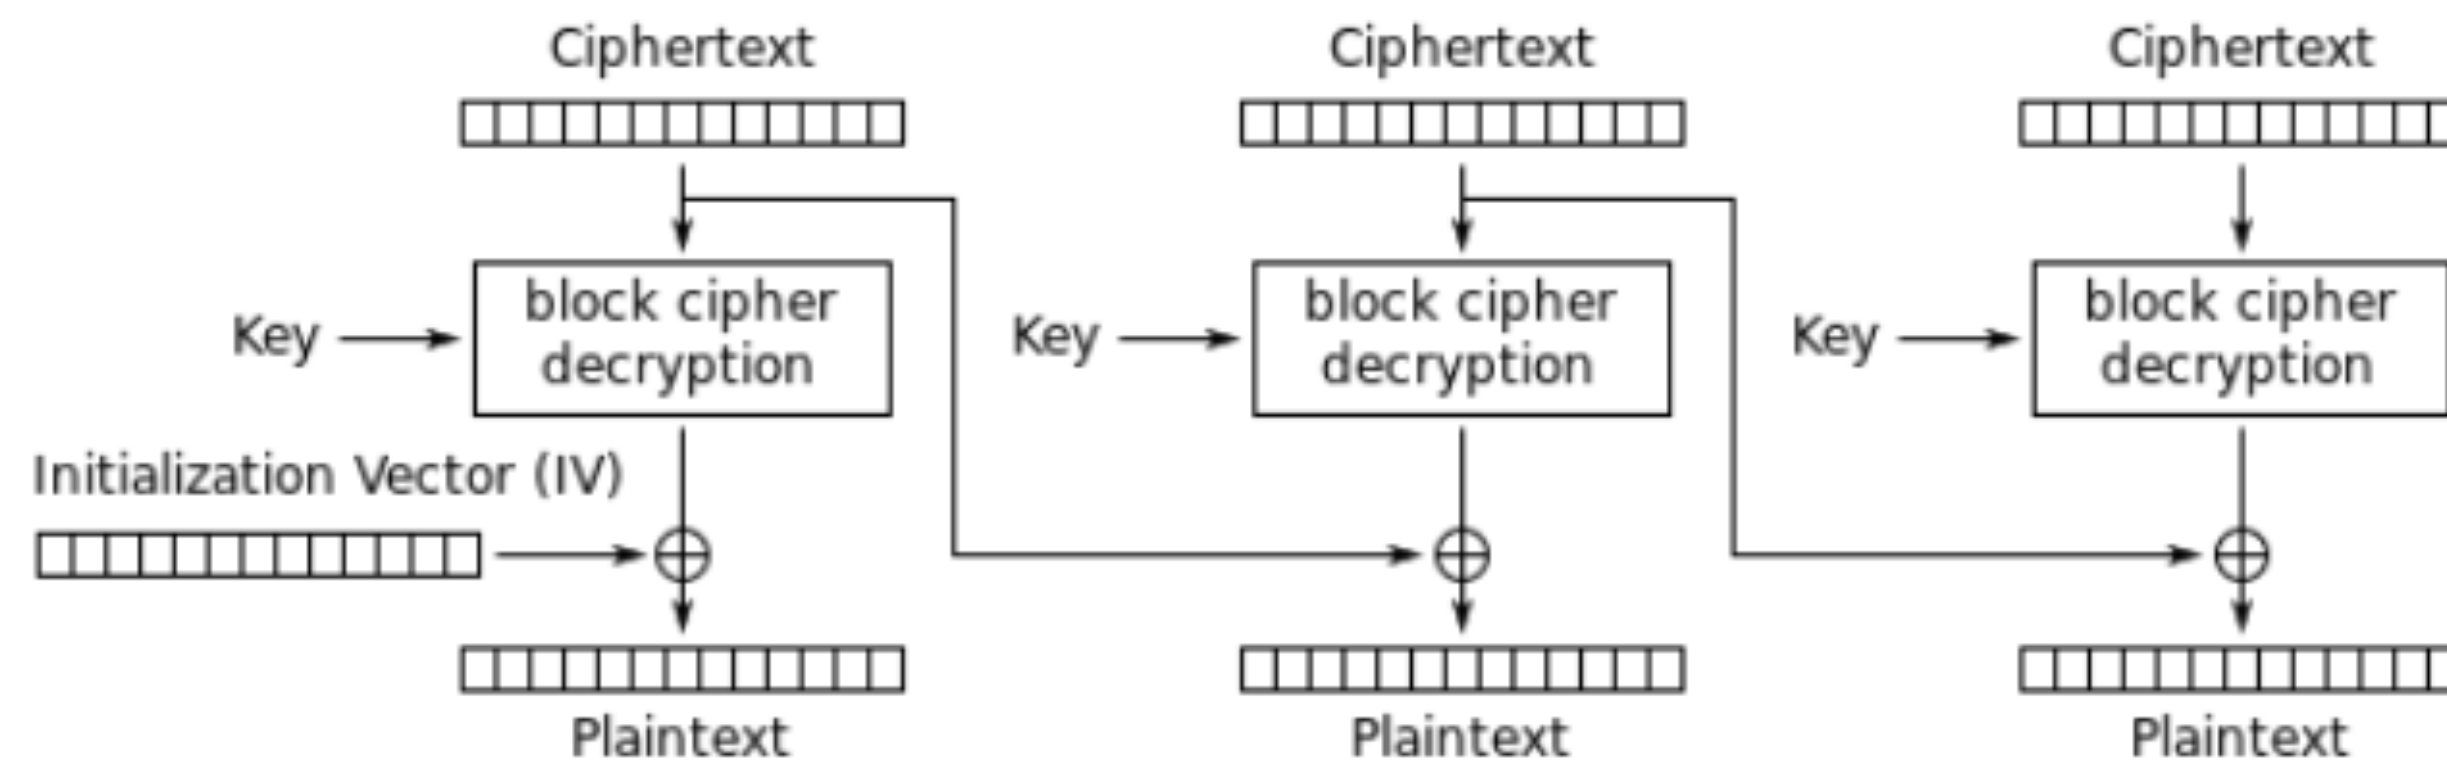 Ciphertext
Ciphertext
Ciphertext
Key
block cipher
decryption
Key
block cipher
decryption
Key
block cipher
decryption
Initialization Vector (IV)
Plaintext
Plaintext
Plaintext